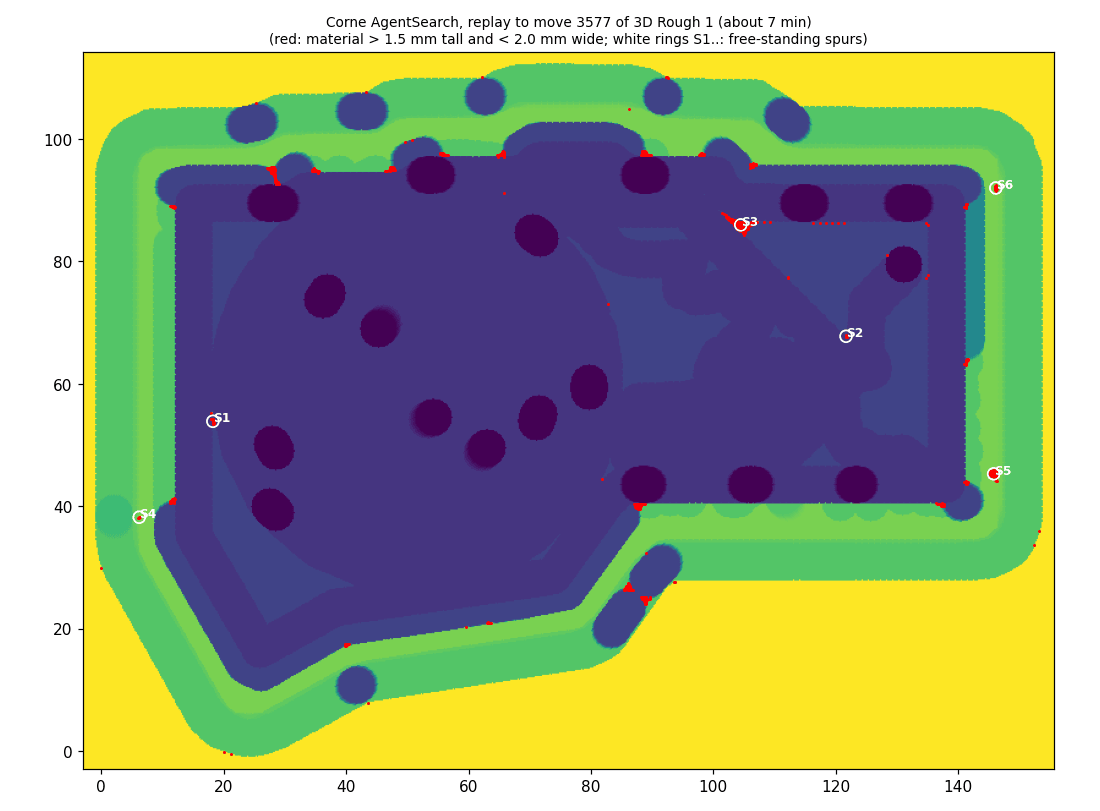 Corne AgentSearch, replay to move 3577 of 3D Rough 1 (about 7 min)
(red: material > 1.5 mm tall and < 2.0 mm wide; white rings S1..: free-standing spurs)
100
80
60
40
20
0
S6
S3
S2
S1
S5
S4
0 20 40 60 80 100 120 140